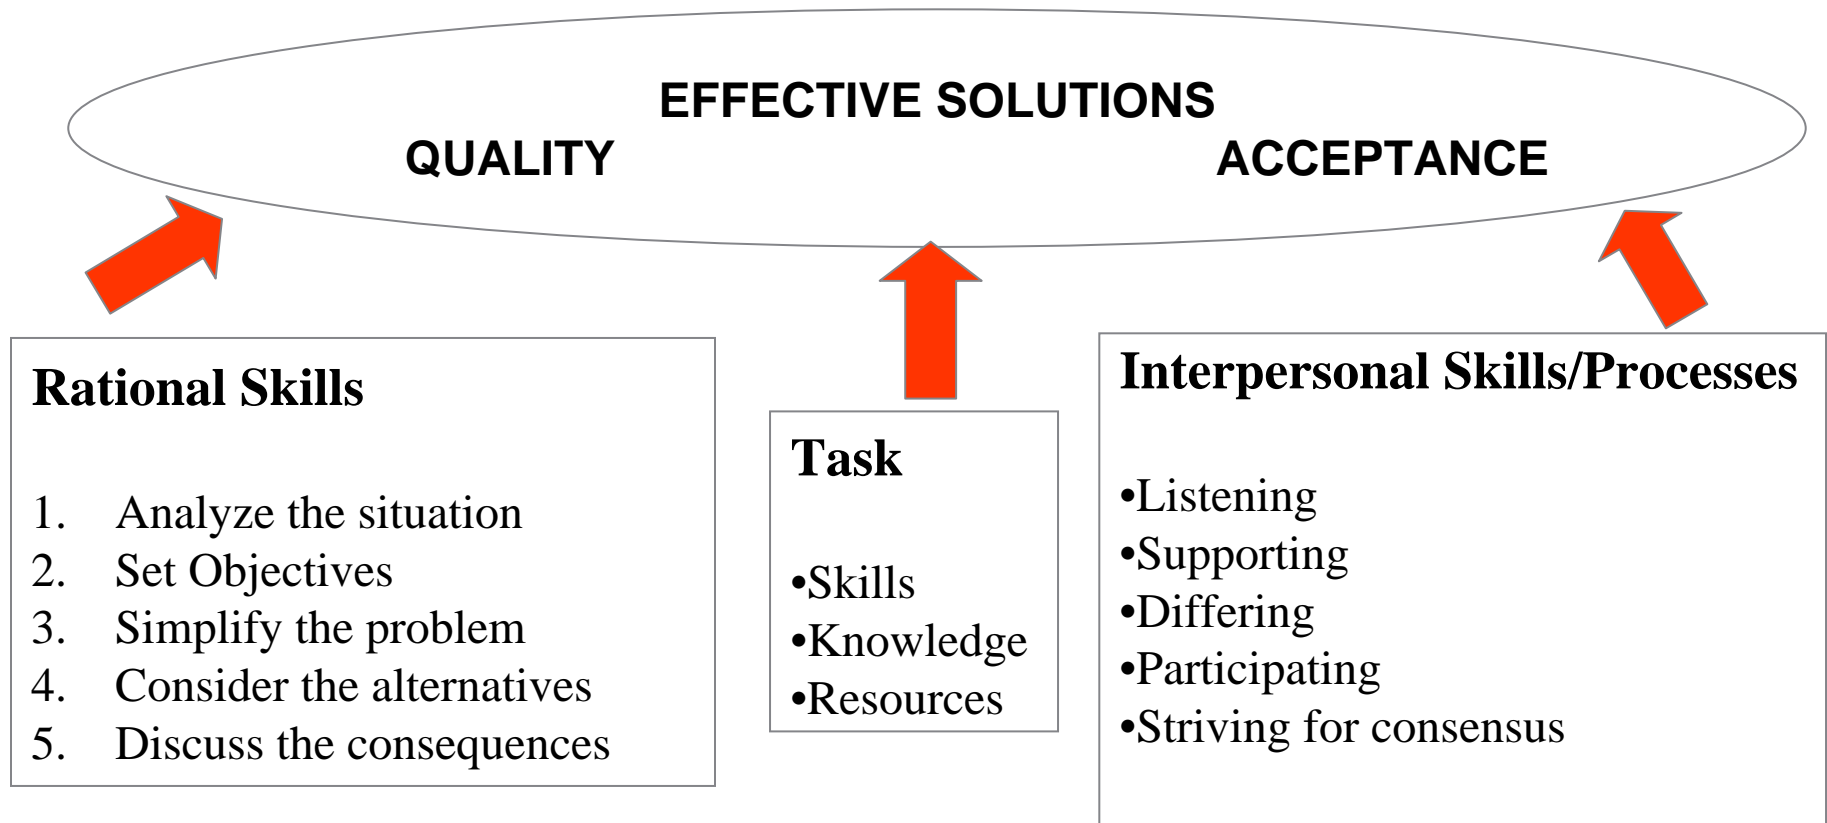 EFFECTIVE SOLUTIONS
QUALITY ACCEPTANCE
Rational Skills
1. Analyze the situation
2. Set Objectives
3. Simplify the problem
4. Consider the alternatives
5. Discuss the consequences
Task
•Skills
•Knowledge
•Resources
Interpersonal Skills/Processes
•Listening
•Supporting
•Differing
•Participating
•Striving for consensus